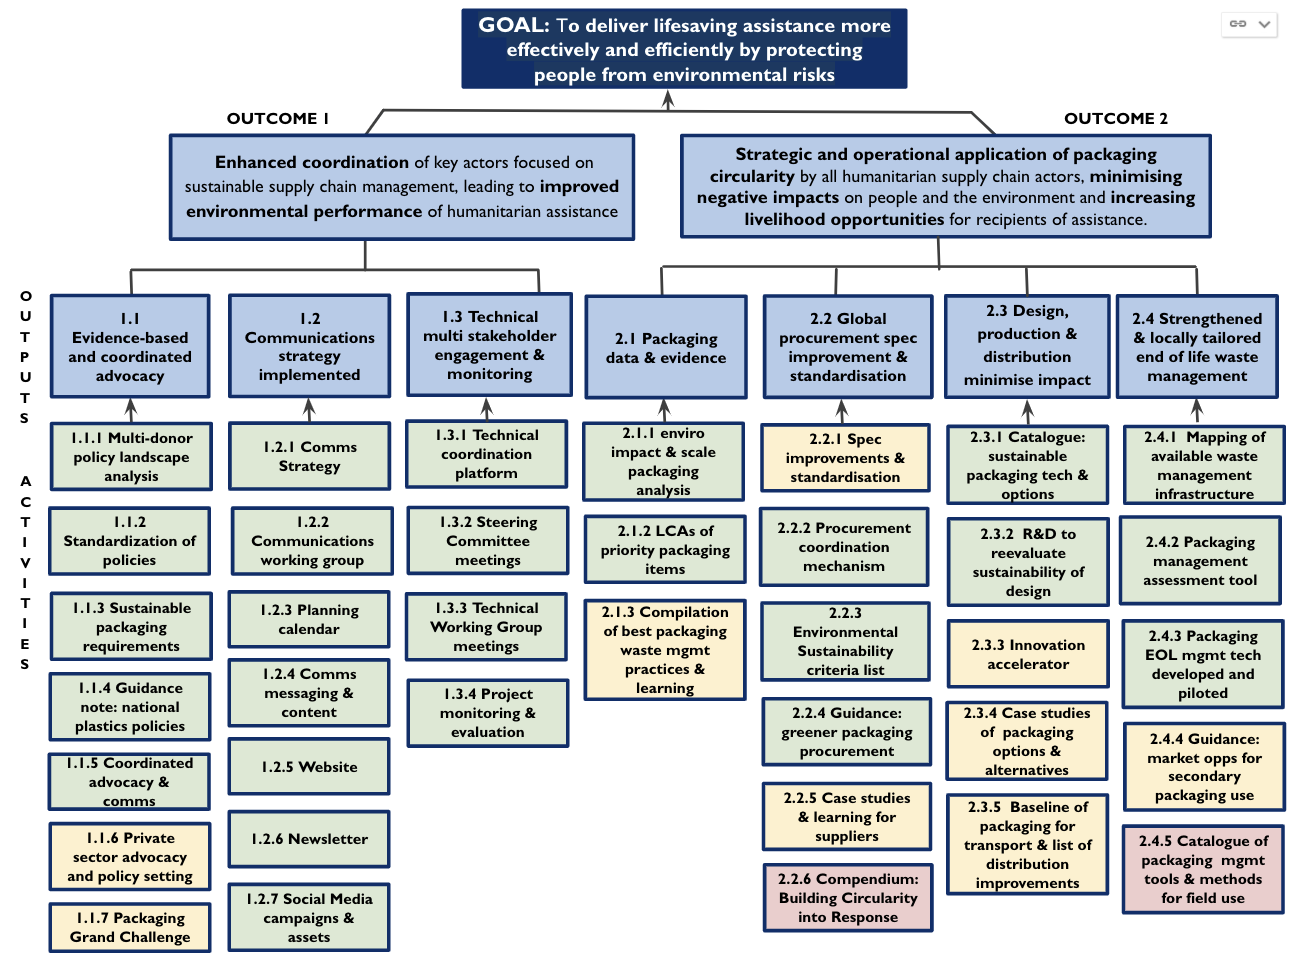 GOAL: To deliver lifesaving assistance more
effectively and efficiently by protecting
people from environmental risks
OUTCOME 1
OUTCOME 2
Enhanced coordination of key actors focused on
sustainable supply chain management, leading to improved
environmental performance of humanitarian assistance
Strategic and operational application of packaging
circularity by all humanitarian supply chain actors, minimising
negative impacts on people and the environment and increasing
livelihood opportunities for recipients of assistance.
OUTPUTS
1.1
Evidence-based
and coordinated
advocacy
1.2
Communications
strategy
implemented
1.3 Technical
multi stakeholder
engagement &
monitoring
2.1 Packaging
data & evidence
2.2 Global
procurement spec
improvement &
standardisation
2.3 Design,
production &
distribution
minimise impact
2.4 Strengthened
& locally tailored
end of life waste
management
ACTIVITIES
1.1.1 Multi-donor
policy landscape
analysis
1.1.2
Standardization of
policies
1.1.3 Sustainable
packaging
requirements
1.1.4 Guidance
note: national
plastics policies
1.1.5 Coordinated
advocacy &
comms
1.1.6 Private
sector advocacy
and policy setting
1.1.7 Packaging
Grand Challenge
1.2.1 Comms
Strategy
1.2.2
Communications
working group
1.2.3 Planning
calendar
1.2.4 Comms
messaging &
content
1.2.5 Website
1.2.6 Newsletter
1.2.7 Social Media
campaigns &
assets
1.3.1 Technical
coordination
platform
1.3.2 Steering
Committee
meetings
1.3.3 Technical
Working Group
meetings
1.3.4 Project
monitoring &
evaluation
2.1.1 enviro
impact & scale
packaging
analysis
2.1.2 LCAs of
priority packaging
items
2.1.3 Compilation
of best packaging
waste mgmt
practices &
learning
2.2.1 Spec
improvements &
standardisation
2.2.2 Procurement
coordination
mechanism
2.2.3
Environmental
Sustainability
criteria list
2.2.4 Guidance:
greener packaging
procurement
2.2.5 Case studies
& learning for
suppliers
2.2.6 Compendium:
Building Circularity
into Response
2.3.1 Catalogue:
sustainable
packaging tech &
options
2.3.2 R&D to
reevaluate
sustainability of
design
2.3.3 Innovation
accelerator
2.3.4 Case studies
of packaging
options &
alternatives
2.3.5 Baseline of
packaging for
transport & list of
distribution
improvements
2.4.1 Mapping of
available waste
management
infrastructure
2.4.2 Packaging
management
assessment tool
2.4.3 Packaging
EOL mgmt tech
developed and
piloted
2.4.4 Guidance:
market opps for
secondary
packaging use
2.4.5 Catalogue of
packaging mgmt
tools & methods
for field use